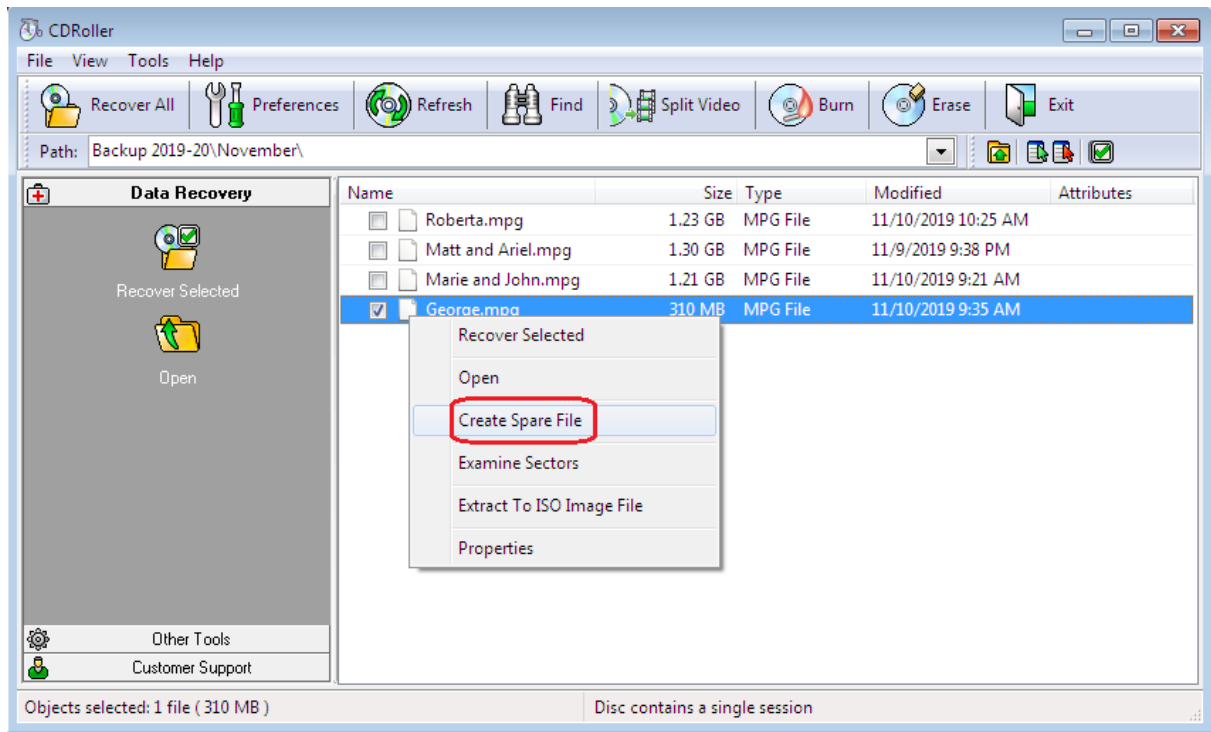 CDRoller
File View Tools Help
Recover All Preferences Refresh Find Split Video Burn Erase Exit
Path: Backup 2019-20\November\
Data Recovery
Recover Selected
Open
Other Tools
Customer Support
Name Size Type Modified Attributes
Roberta.mpg 1.23 GB MPG File 11/10/2019 10:25 AM
Matt and Ariel.mpg 1.30 GB MPG File 11/9/2019 9:38 PM
Marie and John.mpg 1.21 GB MPG File 11/10/2019 9:21 AM
George.mpg 310 MB MPG File 11/10/2019 9:35 AM
Recover Selected
Open
Create Spare File
Examine Sectors
Extract To ISO Image File
Properties
Objects selected: 1 file ( 310 MB ) Disc contains a single session